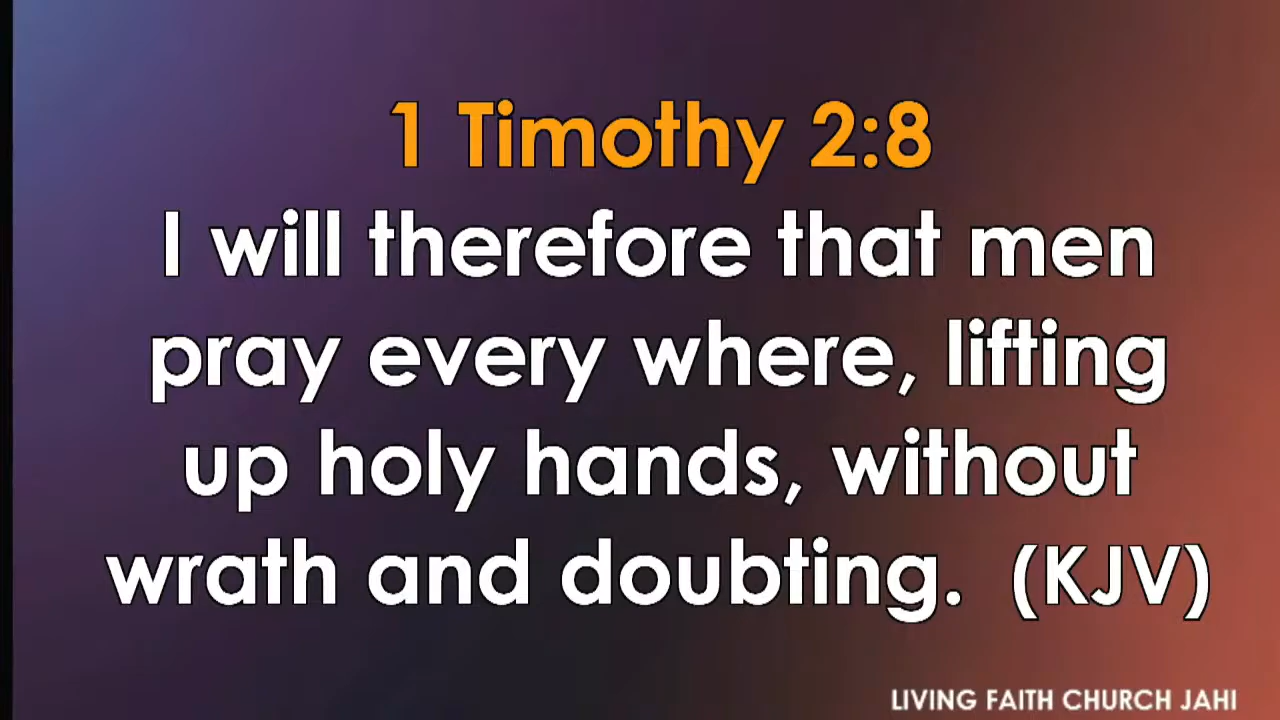 1 Timothy 2:8
I will therefore that men
pray every where, lifting
up holy hands, without
wrath and doubting.  (KJV)
LIVING FAITH CHURCH JAHI